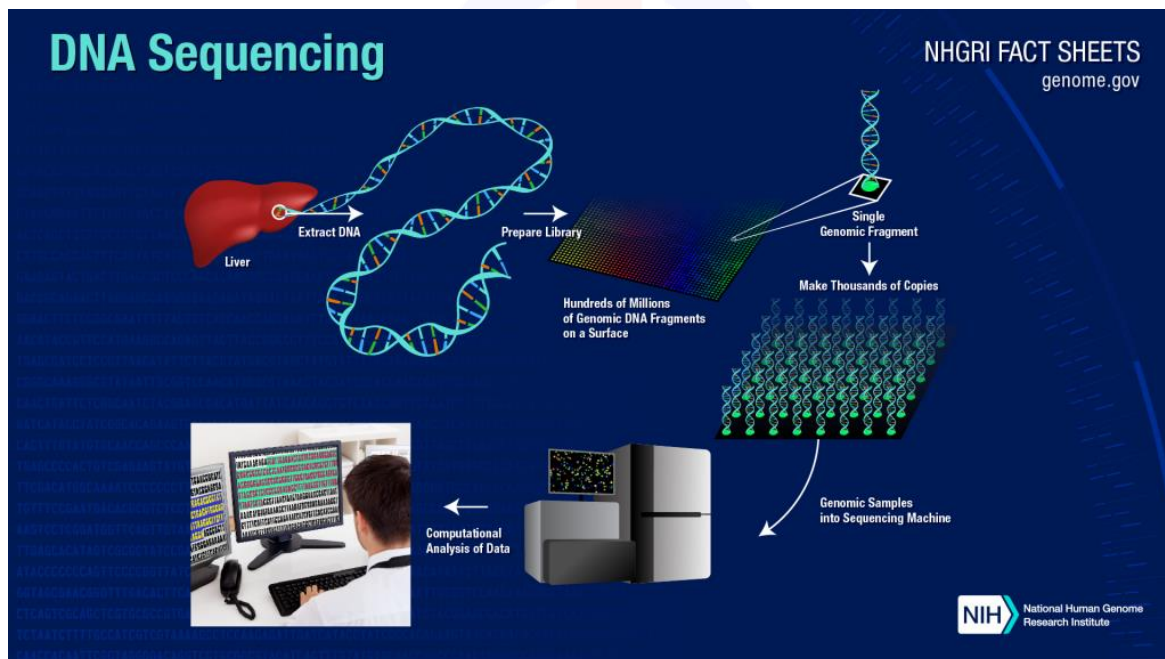 DNA Sequencing
NHGRI FACT SHEETS
genome.gov
Extract DNA
Liver
Prepare Library
Hundreds of Millions
of Genomic DNA Fragments
on a Surface
Single
Genomic Fragment
Make Thousands of Copies
Genomic Samples
into Sequencing Machine
Computational
Analysis of Data
NIH
National Human Genome
Research Institute